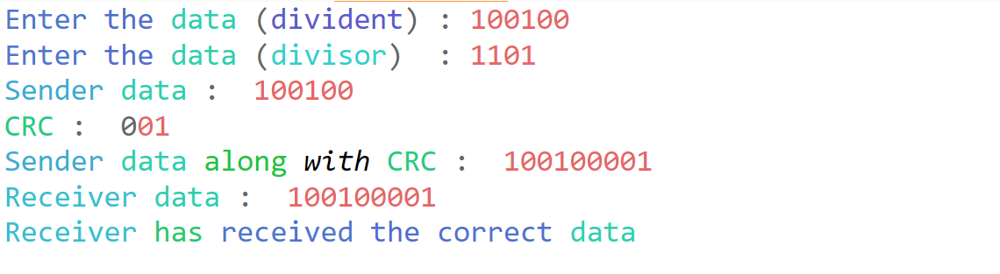 Enter the data (divident) : 100100
Enter the data (divisor)  : 1101
Sender data :  100100
CRC :  001
Sender data along with CRC :  100100001
Receiver data :  100100001
Receiver has received the correct data